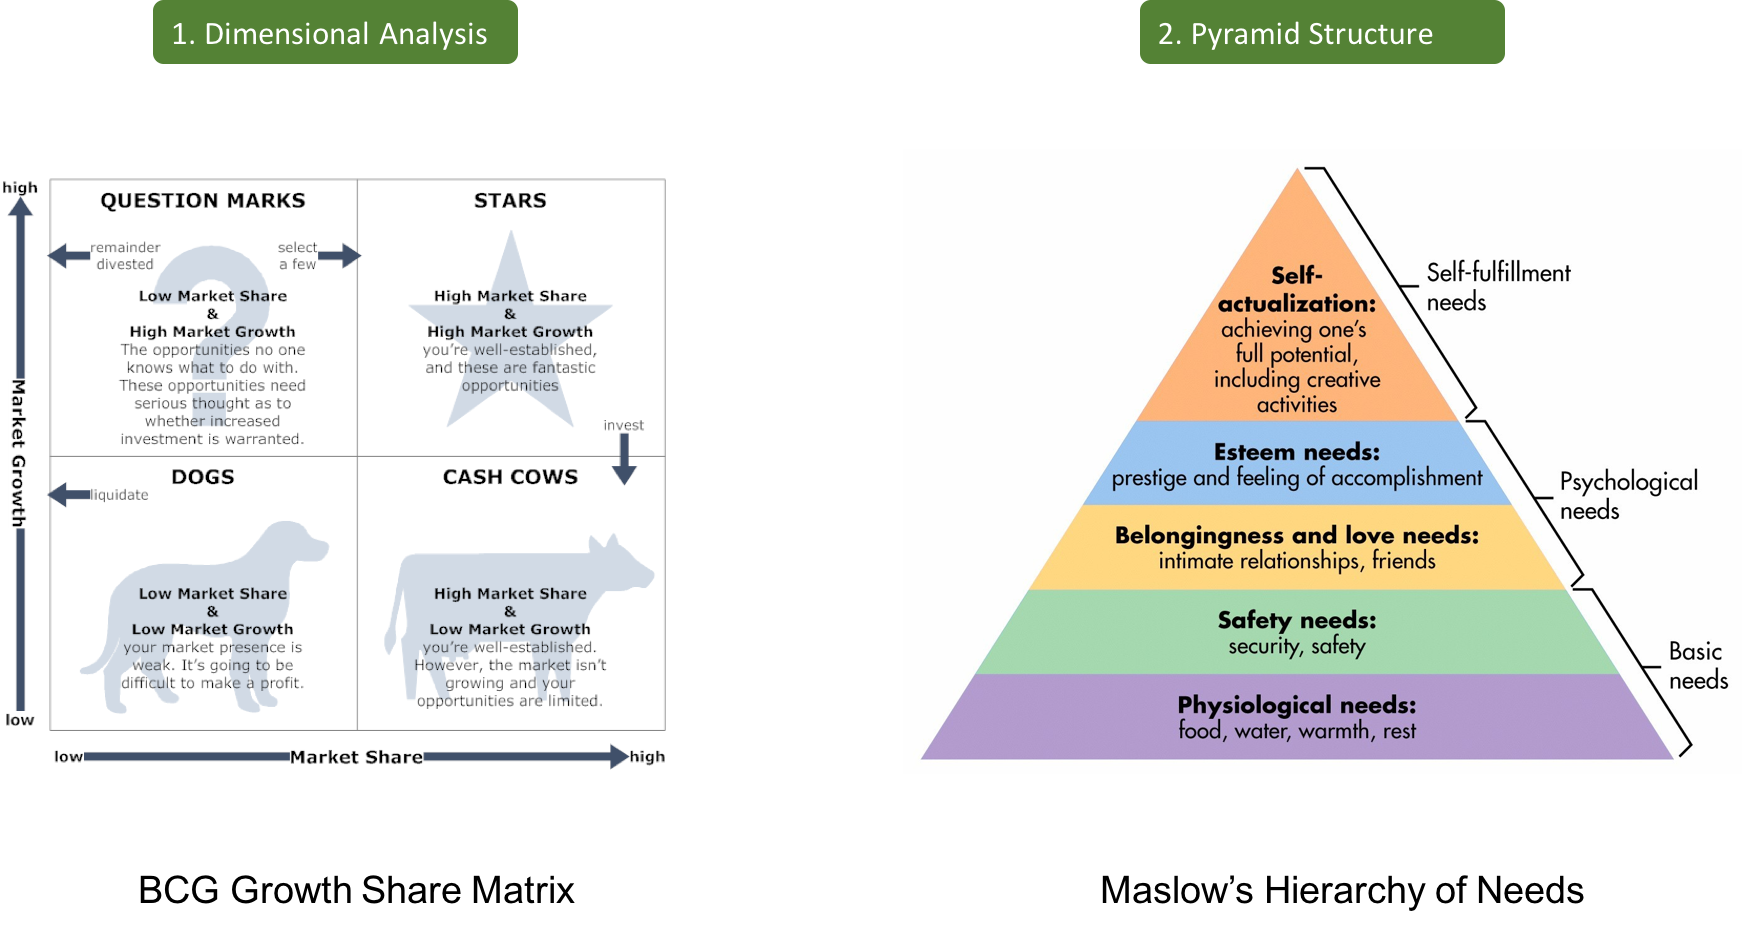 1. Dimensional Analysis
high
QUESTION MARKS
remainder
divested
select
a few
Low Market Share
&
High Market Growth
The opportunities no one
knows what to do with.
These opportunities need
serious thought as to
whether increased
investment is warranted.
STARS
High Market Share
&
High Market Growth
you're well-established,
and these are fantastic
opportunities
invest
Market Growth
DOGS
liquidate
Low Market Share
&
Low Market Growth
your market presence is
weak. It's going to be
difficult to make a profit.
CASH COWS
High Market Share
&
Low Market Growth
you're well-established.
However, the market isn't
growing and your
opportunities are limited.
low
low
Market Share
high
BCG Growth Share Matrix
2. Pyramid Structure
Self-
actualization:
achieving one's
full potential,
including creative
activities
Self-fulfillment
needs
Esteem needs:
prestige and feeling of accomplishment
Belongingness and love needs:
intimate relationships, friends
Psychological
needs
Safety needs:
security, safety
Physiological needs:
food, water, warmth, rest
Basic
needs
Maslow’s Hierarchy of Needs